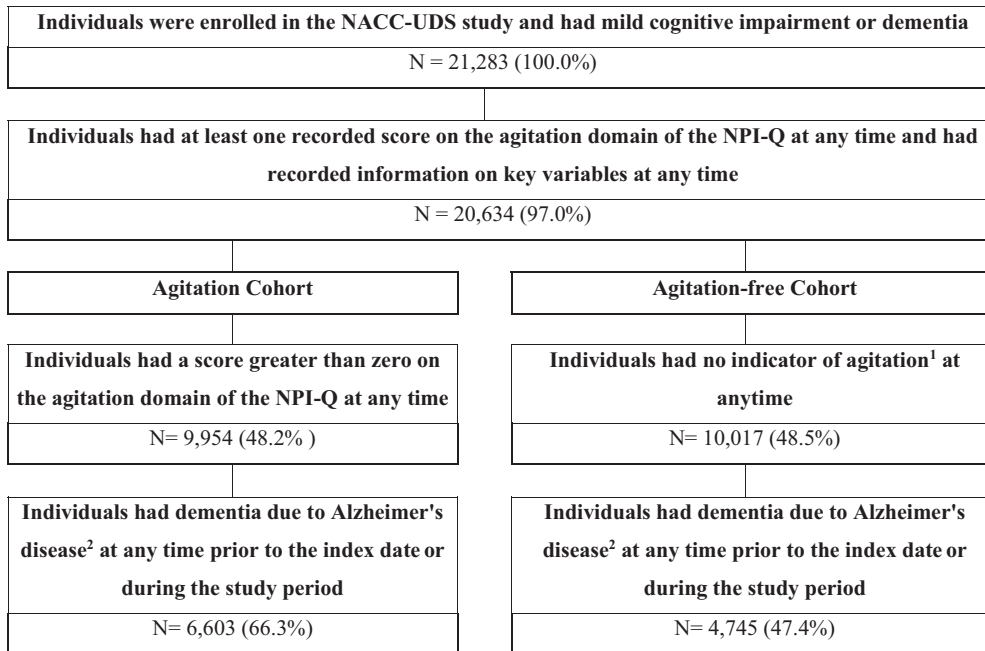 Individuals were enrolled in the NACC-UDS study and had mild cognitive impairment or dementia
N = 21,283 (100.0%)
Individuals had at least one recorded score on the agitation domain of the NPI-Q at any time and had
recorded information on key variables at any time
N = 20,634 (97.0%)
Agitation Cohort
Individuals had a score greater than zero on
the agitation domain of the NPI-Q at any time
N= 9,954 (48.2% )
Individuals had dementia due to Alzheimer's
disease² at any time prior to the index date or
during the study period
N= 6,603 (66.3%)
Agitation-free Cohort
Individuals had no indicator of agitation¹ at
anytime
N= 10,017 (48.5%)
Individuals had dementia due to Alzheimer's
disease² at any time prior to the index date or
during the study period
N= 4,745 (47.4%)